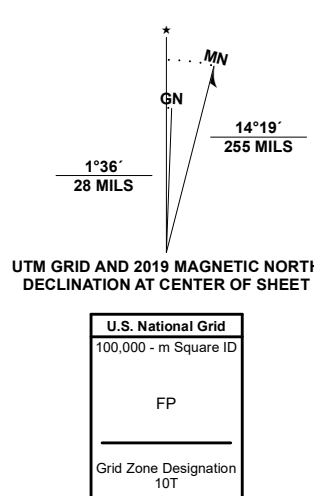 ★
MN
GN
14°19´
255 MILS
1°36´
28 MILS
UTM GRID AND 2019 MAGNETIC NORTH
DECLINATION AT CENTER OF SHEET
U.S. National Grid
100,000 - m Square ID
FP
Grid Zone Designation
10T